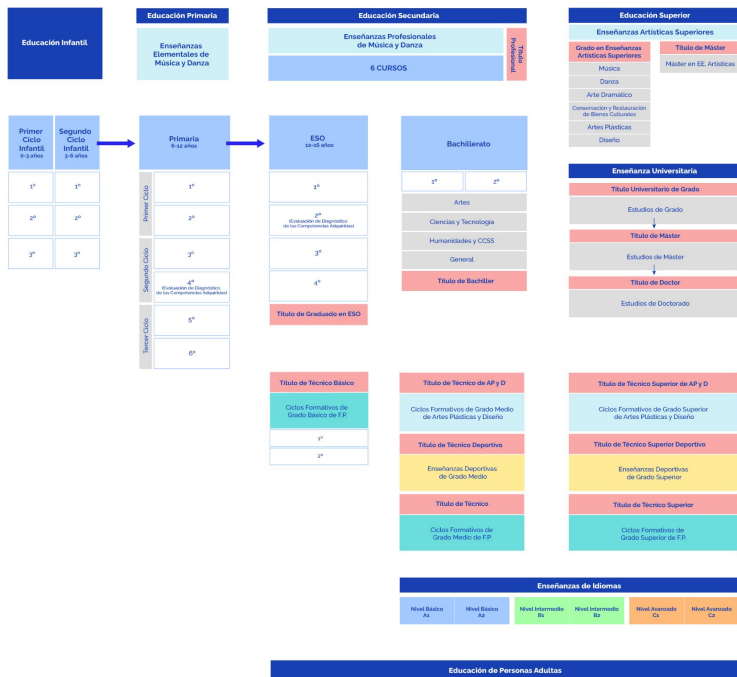 Educación Infantil
Educación Primaria
Enseñanzas
Elementales de
Música y Danza
Educación Secundaria
Enseñanzas Profesionales
de Música y Danza
6 CURSOS
Título
Profesional
Educación Superior
Enseñanzas Artísticas Superiores
Grado en Enseñanzas
Artísticas Superiores
Música
Danza
Arte Dramático
Conservación y Restauración
de Bienes Culturales
Artes Plásticas
Diseño
Título de Máster
Máster en EE. Artísticas
Primer
Ciclo
Infantil
0-3 años
1º
2º
3º
Segundo
Ciclo
Infantil
3-6 años
1º
2º
3º
Primaria
6-12 años
Primer Ciclo
1º
2º
Segundo Ciclo
3º
4º
(Evaluación de Diagnóstico
de las Competencias Adquiridas)
Tercer Ciclo
5º
6º
ESO
12-16 años
1º
2º
(Evaluación de Diagnóstico
de las Competencias Adquiridas)
3º
4º
Título de Graduado en ESO
Bachillerato
1º
2º
Artes
Ciencias y Tecnología
Humanidades y CCSS
General
Título de Bachiller
Enseñanza Universitaria
Título Universitario de Grado
Estudios de Grado
Título de Máster
Estudios de Máster
Título de Doctor
Estudios de Doctorado
Título de Técnico Básico
Ciclos Formativos de
Grado Básico de F.P.
1º
2º
Título de Técnico de AP y D
Ciclos Formativos de Grado Medio
de Artes Plásticas y Diseño
Título de Técnico Deportivo
Enseñanzas Deportivas
de Grado Medio
Título de Técnico
Ciclos Formativos de
Grado Medio de F.P.
Título de Técnico Superior de AP y D
Ciclos Formativos de Grado Superior
de Artes Plásticas y Diseño
Título de Técnico Superior Deportivo
Enseñanzas Deportivas
de Grado Superior
Título de Técnico Superior
Ciclos Formativos de
Grado Superior de F.P.
Enseñanzas de Idiomas
Nivel Básico
A1
Nivel Básico
A2
Nivel Intermedio
B1
Nivel Intermedio
B2
Nivel Avanzado
C1
Nivel Avanzado
C2
Educación de Personas Adultas